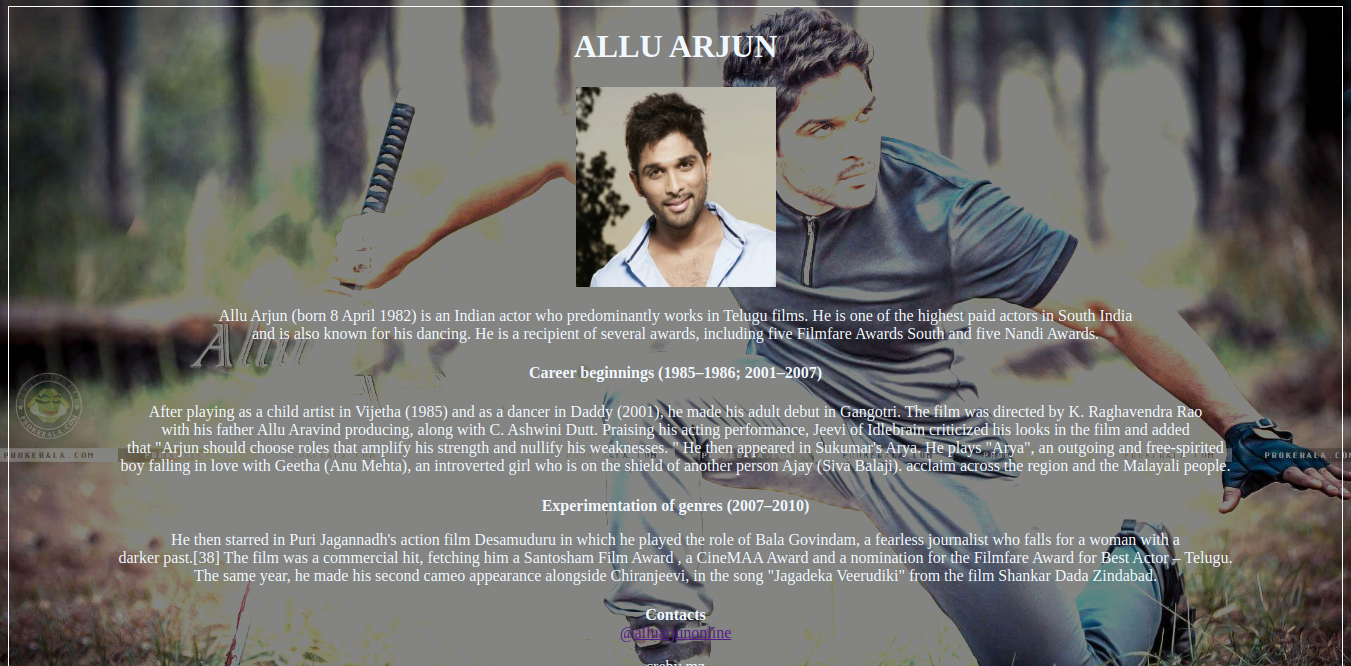 ALLU ARJUN
Allu Arjun (born 8 April 1982) is an Indian actor who predominantly works in Telugu films. He is one of the highest paid actors in South India
and is also known for his dancing. He is a recipient of several awards, including five Filmfare Awards South and five Nandi Awards.
Allu
Career beginnings (1985–1986; 2001–2007)
After playing as a child artist in Vijetha (1985) and as a dancer in Daddy (2001), he made his adult debut in Gangotri. The film was directed by K. Raghavendra Rao
with his father Allu Aravind producing, along with C. Ashwini Dutt. Praising his acting performance, Jeevi of Idlebrain criticized his looks in the film and added
that "Arjun should choose roles that amplify his strength and nullify his weaknesses. " He then appeared in Sukumar's Arya. He plays "Arya", an outgoing and free-spirited
PROKERALA.COM
boy falling in love with Geetha (Anu Mehta), an introverted girl who is on the shield of another person Ajay (Siva Balaji). acclaim across the region and the Malayali people.
Experimentation of genres (2007–2010)
He then starred in Puri Jagannadh's action film Desamuduru in which he played the role of Bala Govindam, a fearless journalist who falls for a woman with a
darker past.[38] The film was a commercial hit, fetching him a Santosham Film Award , a CineMAA Award and a nomination for the Filmfare Award for Best Actor – Telugu.
The same year, he made his second cameo appearance alongside Chiranjeevi, in the song "Jagadeka Veerudiki" from the film Shankar Dada Zindabad.
Contacts
@alluarjunonline